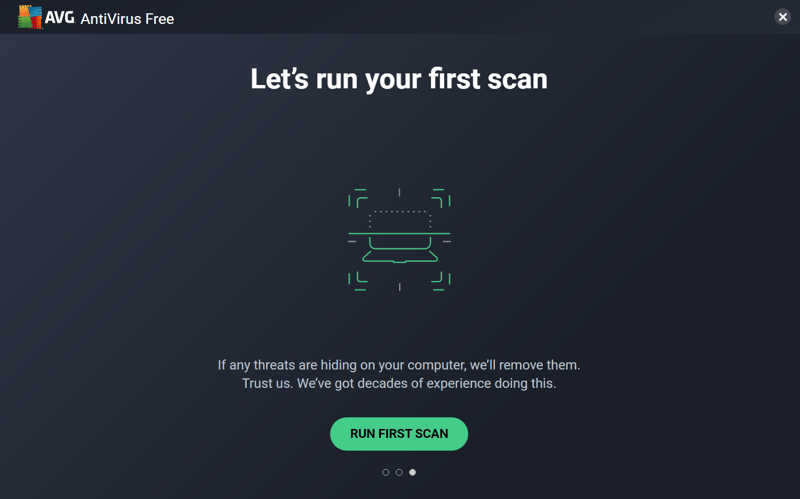 AVG AntiVirus Free
Let’s run your first scan
If any threats are hiding on your computer, we’ll remove them.
Trust us. We’ve got decades of experience doing this.
RUN FIRST SCAN